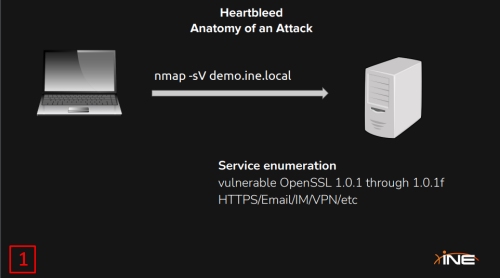 Heartbleed
Anatomy of an Attack
nmap -sV demo.ine.local
Service enumeration
vulnerable OpenSSL 1.0.1 through 1.0.1f
HTTPS/Email/IM/VPN/etc
1
INE